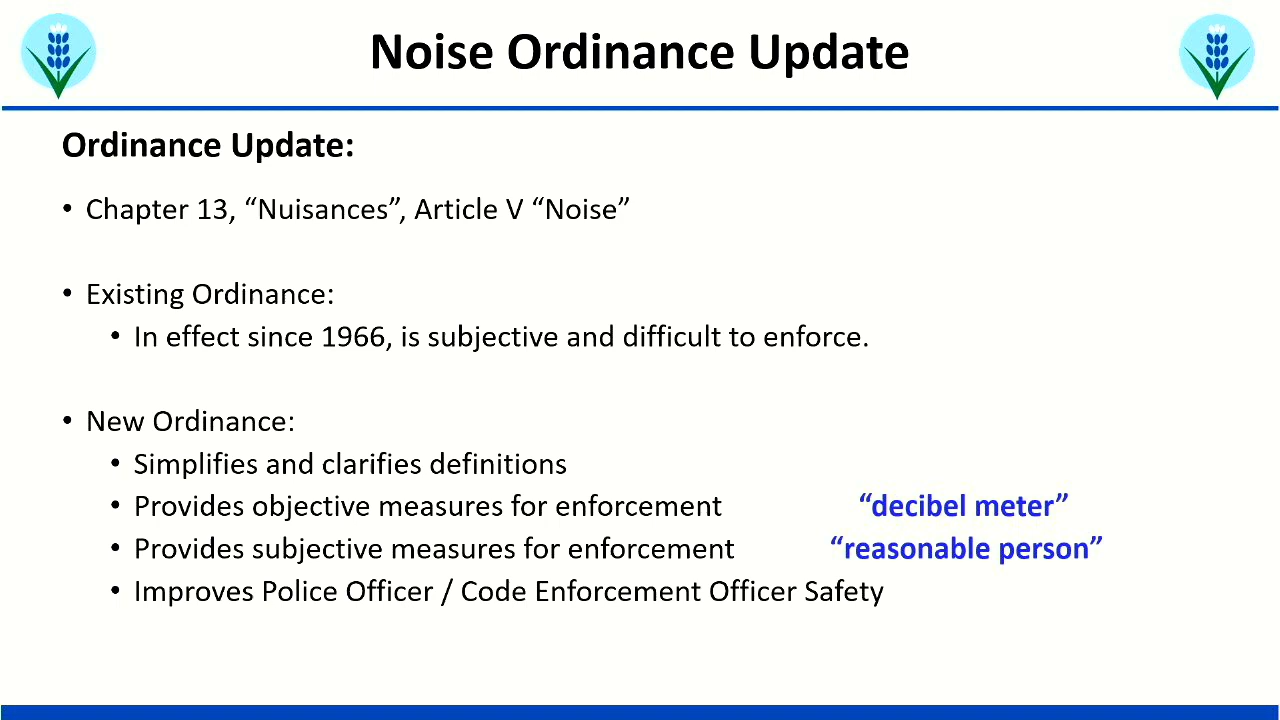 Noise Ordinance Update
Ordinance Update:
• Chapter 13, “Nuisances”, Article V “Noise”
• Existing Ordinance:
• In effect since 1966, is subjective and difficult to enforce.
• New Ordinance:
• Simplifies and clarifies definitions
• Provides objective measures for enforcement “decibel meter”
• Provides subjective measures for enforcement “reasonable person”
• Improves Police Officer / Code Enforcement Officer Safety